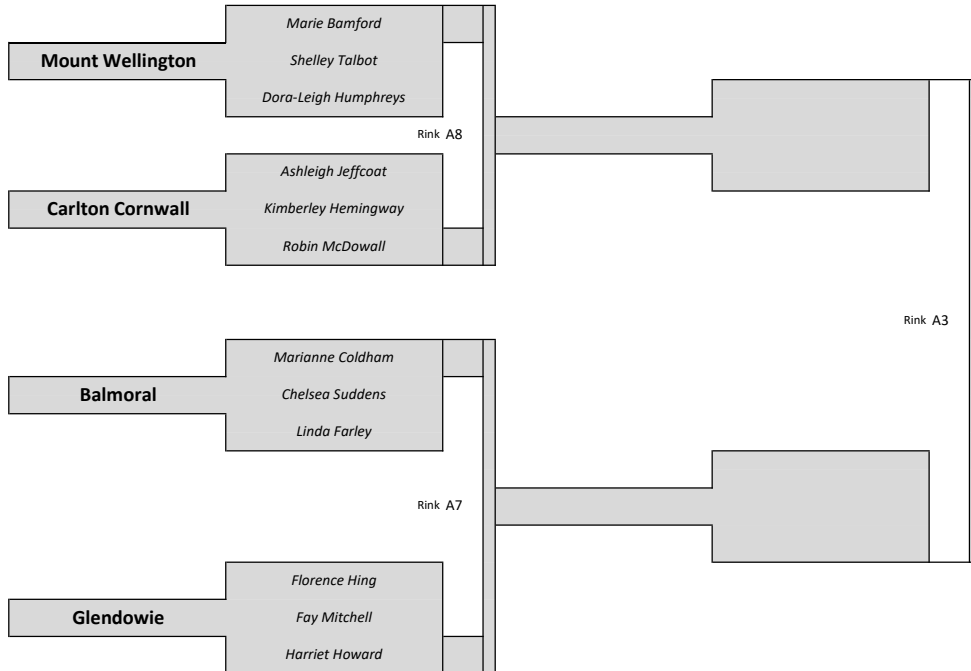 Marie Bamford
Mount Wellington
Shelley Talbot
Dora-Leigh Humphreys
Rink A8
Ashleigh Jeffcoat
Carlton Cornwall
Kimberley Hemingway
Robin McDowall
Rink A3
Marianne Coldham
Balmoral
Chelsea Suddens
Linda Farley
Rink A7
Florence Hing
Glendowie
Fay Mitchell
Harriet Howard